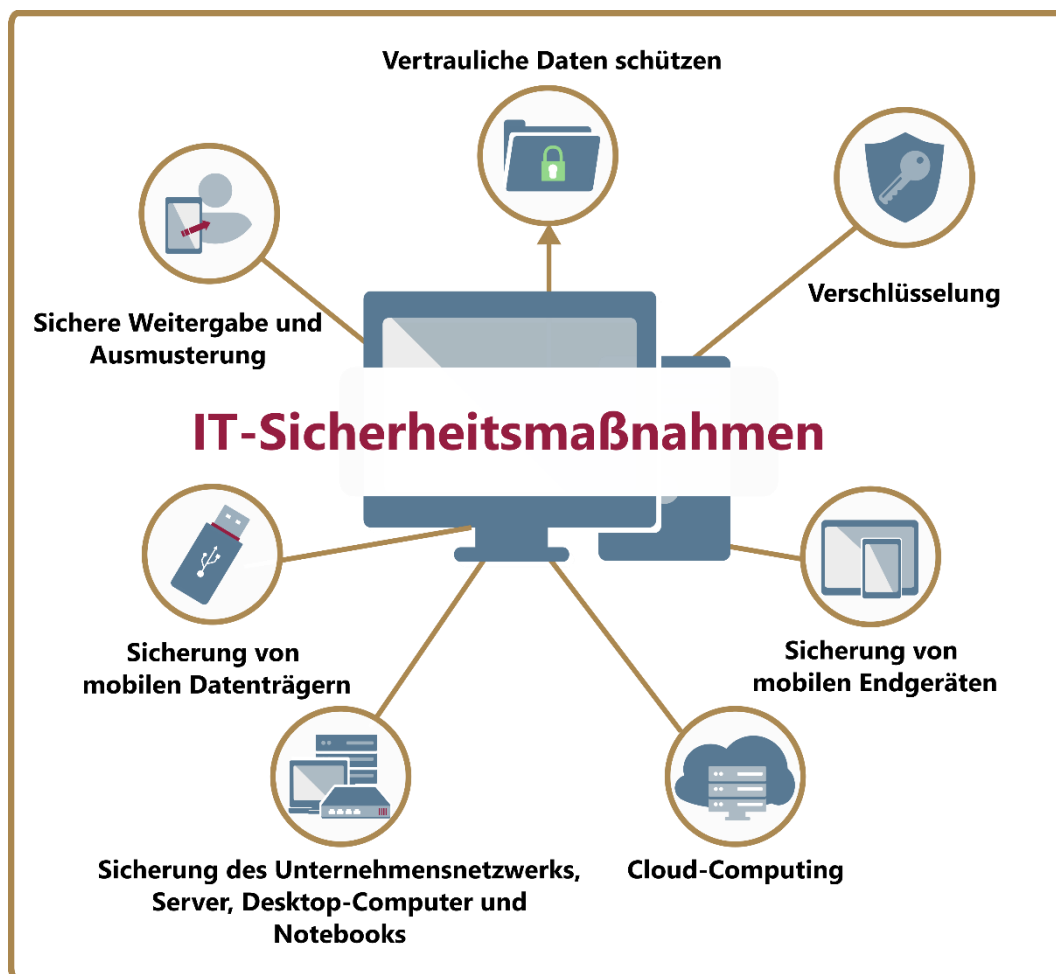 Vertrauliche Daten schützen
Verschlüsselung
Sichere Weitergabe und
Ausmusterung
IT-Sicherheitsmaßnahmen
Sicherung von
mobilen Datenträgern
Sicherung von
mobilen Endgeräten
Sicherung des Unternehmensnetzwerks,
Server, Desktop-Computer und
Notebooks
Cloud-Computing